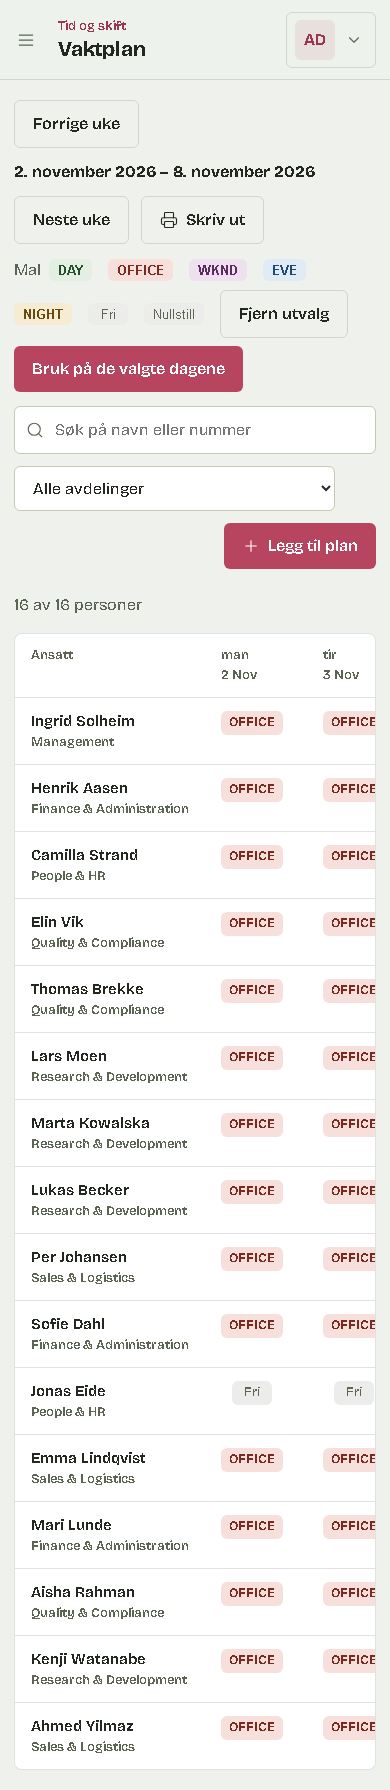 Tid og skift
Vaktplan
AD
Forrige uke
2. november 2026 – 8. november 2026
Neste uke
Skriv ut
Mal DAY OFFICE WKND EVE
NIGHT Fri Nullstill Fjern utvalg
Bruk på de valgte dagene
Søk på navn eller nummer
Alle avdelinger
Legg til plan
16 av 16 personer
Ansatt man tir
2 Nov 3 Nov
Ingrid Solheim OFFICE OFFICE
Management
Henrik Aasen OFFICE OFFICE
Finance & Administration
Camilla Strand OFFICE OFFICE
People & HR
Elin Vik OFFICE OFFICE
Quality & Compliance
Thomas Brekke OFFICE OFFICE
Quality & Compliance
Lars Moen OFFICE OFFICE
Research & Development
Marta Kowalska OFFICE OFFICE
Research & Development
Lukas Becker OFFICE OFFICE
Research & Development
Per Johansen OFFICE OFFICE
Sales & Logistics
Sofie Dahl OFFICE OFFICE
Finance & Administration
Jonas Eide Fri Fri
People & HR
Emma Lindqvist OFFICE OFFICE
Sales & Logistics
Mari Lunde OFFICE OFFICE
Finance & Administration
Aisha Rahman OFFICE OFFICE
Quality & Compliance
Kenji Watanabe OFFICE OFFICE
Research & Development
Ahmed Yilmaz OFFICE OFFICE
Sales & Logistics